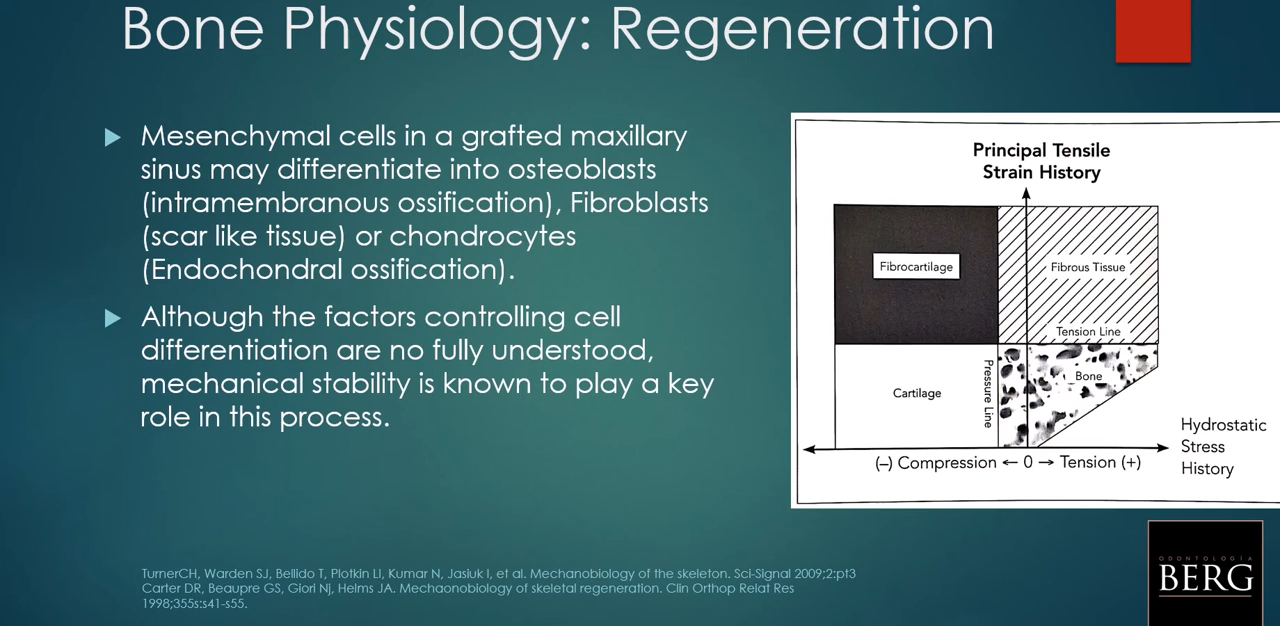 Bone Physiology: Regeneration
Mesenchymal cells in a grafted maxillary
sinus may differentiate into osteoblasts
(intramembranous ossification), Fibroblasts
(scar like tissue) or chondrocytes
(Endochondral ossification).
Although the factors controlling cell
differentiation are no fully understood,
mechanical stability is known to play a key
role in this process.
Principal Tensile
Strain History
Fibrocartilage
Fibrous Tissue
Tension Line
Pressure Line
Bone
Cartilage
Hydrostatic
Stress
History
(–) Compression ← 0 → Tension (+)
TurnerCH, Warden SJ, Bellido T, Plotkin LI, Kumar N, Jasiuk I, et al. Mechanobiology of the skeleton. Sci-Signal 2009;2:pt3
Carter DR, Beaupre GS, Giori Nj, Helms JA. Mechaonobiology of skeletal regeneration. Clin Orthop Relat Res
1998;355s:s41-s55.
ODONTOLOGIA
BERG